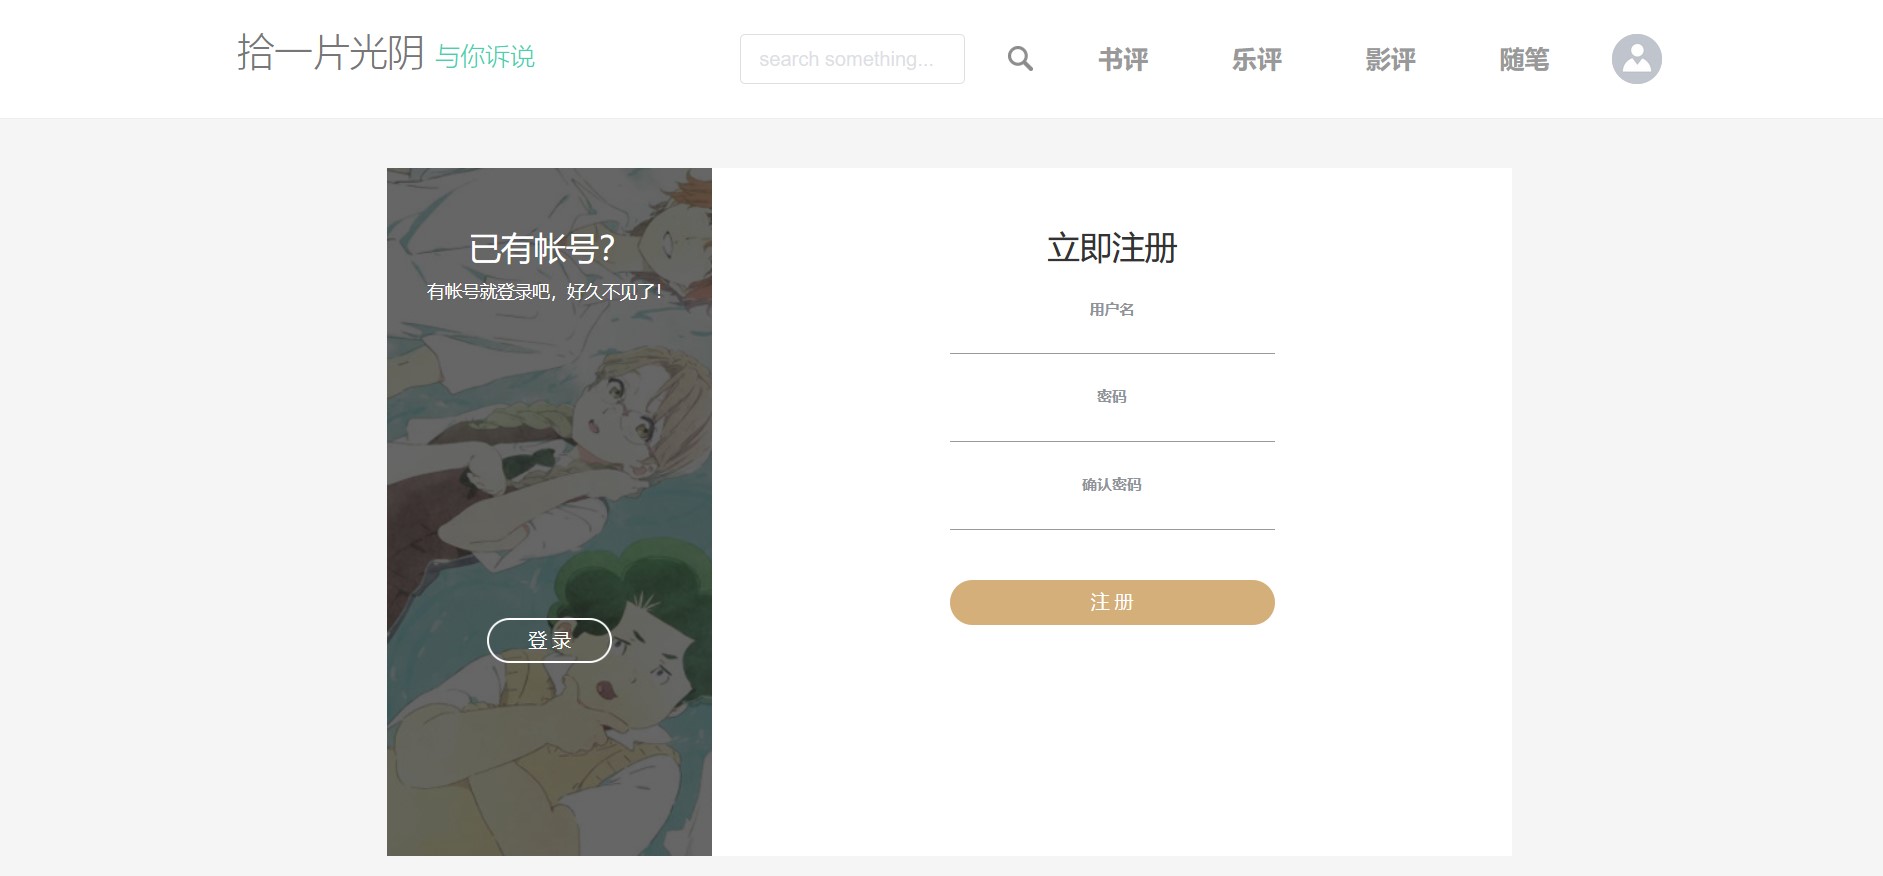 拾一片光阴 与你诉说
search something...
书评 乐评 影评 随笔
已有帐号？
有帐号就登录吧，好久不见了！
登录
立即注册
用户名
密码
确认密码
注册